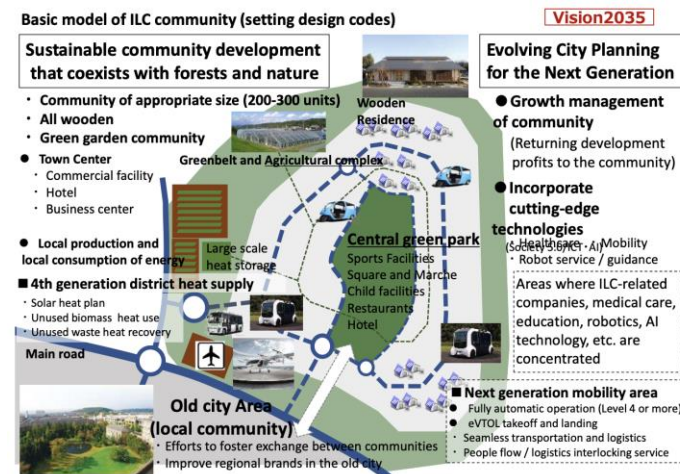 Basic model of ILC community (setting design codes)
Vision2035
Sustainable community development
that coexists with forests and nature
・ Community of appropriate size (200-300 units)
・ All wooden
・ Green garden community
● Town Center
・ Commercial facility
・ Hotel
・ Business center
● Local production and
local consumption of energy
■ 4th generation district heat supply
・ Solar heat plan
・ Unused biomass heat use
・ Unused waste heat recovery
Main road
Wooden
Residence
Greenbelt and Agricultural complex
Large scale
heat storage
Central green park
Sports Facilities
Square and Marche
Child facilities
Restaurants
Hotel
Old city Area
(local community)
・ Efforts to foster exchange between communities
・ Improve regional brands in the old city
Evolving City Planning
for the Next Generation
● Growth management
of community
(Returning development
profits to the community)
● Incorporate
cutting-edge
technologies
(Society 5.0/ICT・AI)
・ Healthcare ・ Mobility
・ Robot service / guidance
Areas where ILC-related
companies, medical care,
education, robotics, AI
technology, etc. are
concentrated
■ Next generation mobility area
● Fully automatic operation (Level 4 or more)
● eVTOL takeoff and landing
・ Seamless transportation and logistics
・ People flow / logistics interlocking service